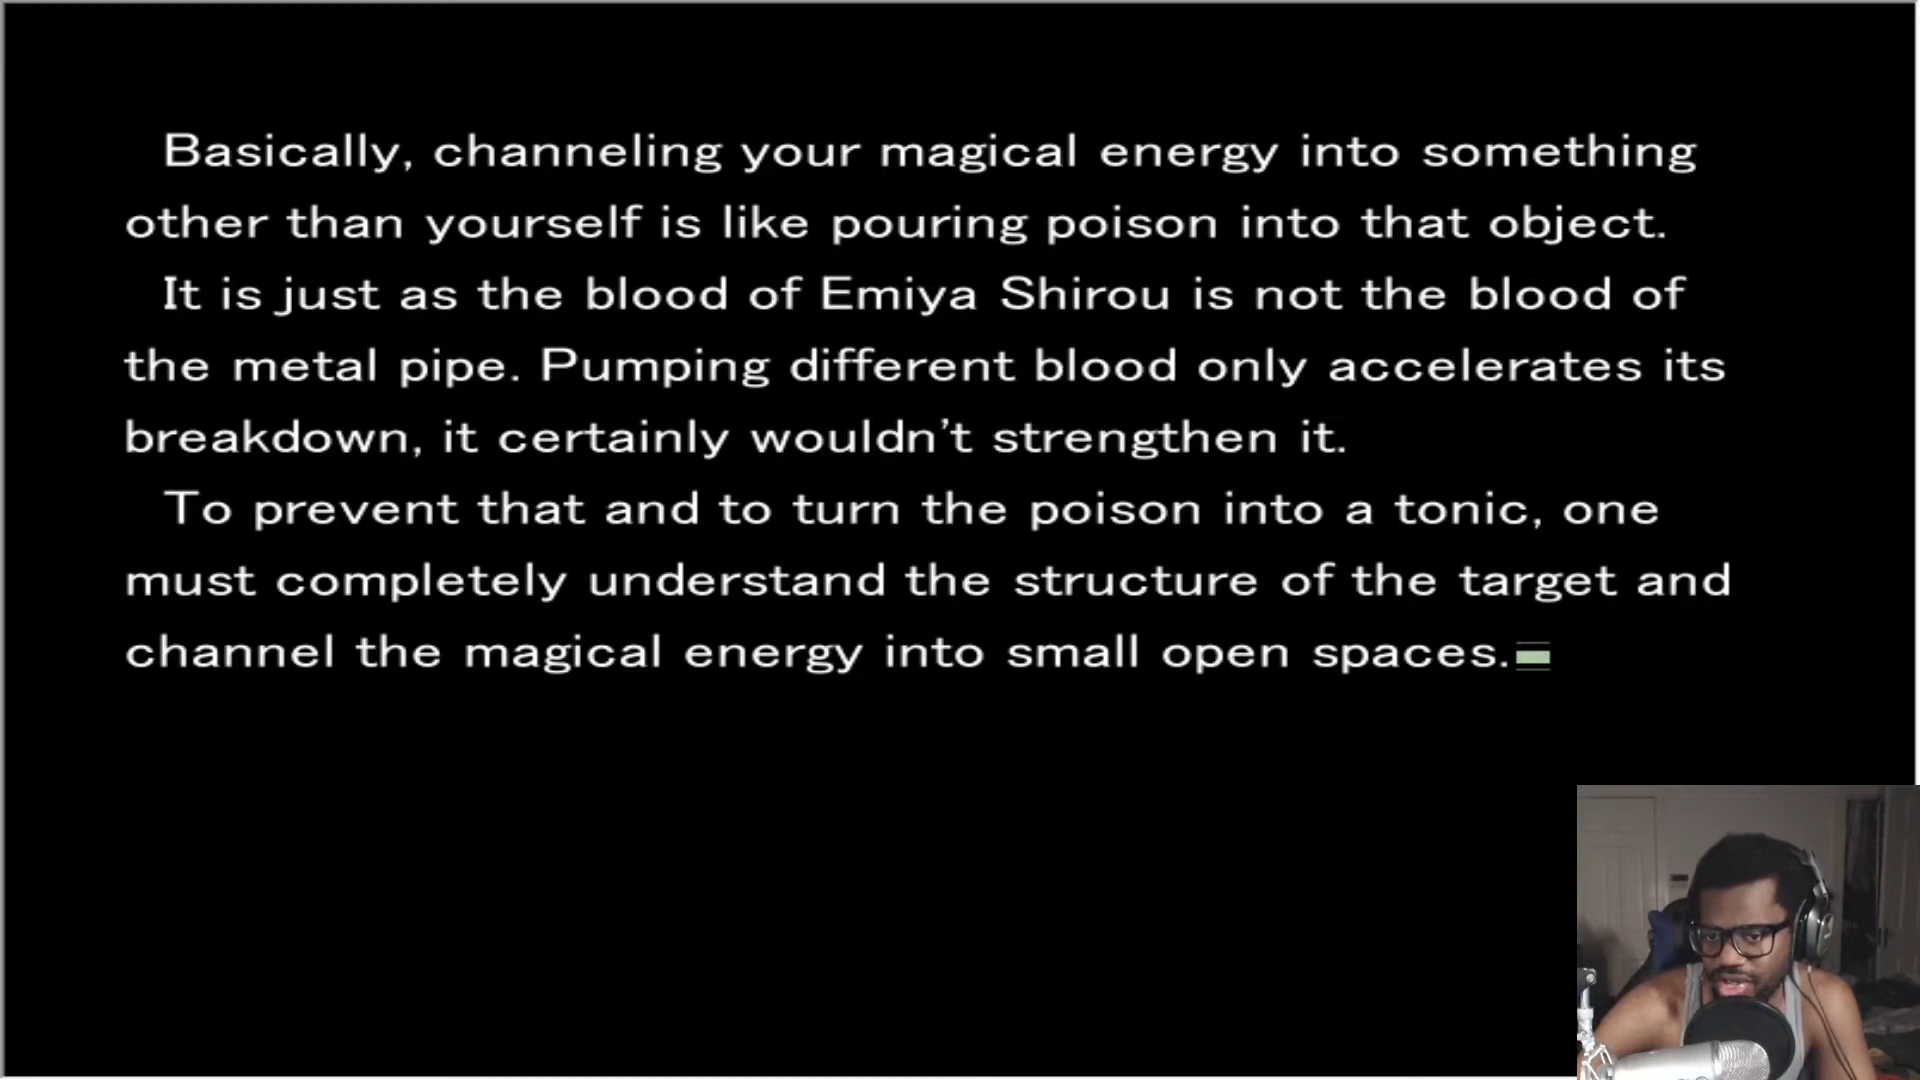 Basically, channeling your magical energy into something
other than yourself is like pouring poison into that object.
It is just as the blood of Emiya Shirou is not the blood of
the metal pipe. Pumping different blood only accelerates its
breakdown, it certainly wouldn't strengthen it.
To prevent that and to turn the poison into a tonic, one
must completely understand the structure of the target and
channel the magical energy into small open spaces.